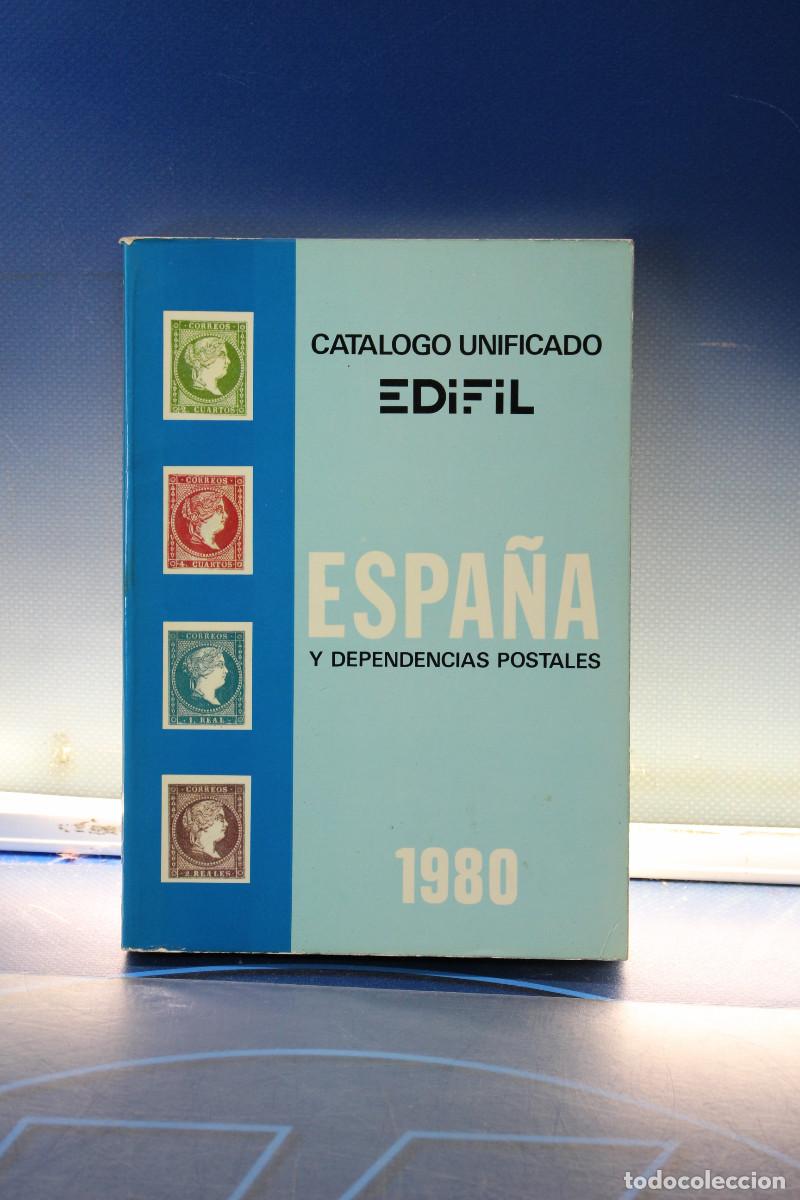 CORREOS
2. CUARTOS
CORREOS
4. CUARTOS
CORREOS
1. REAL
CORREOS
2. REALES
CATALOGO UNIFICADO
EDiFiL
ESPAÑA
Y DEPENDENCIAS POSTALES
1980
todocoleccion